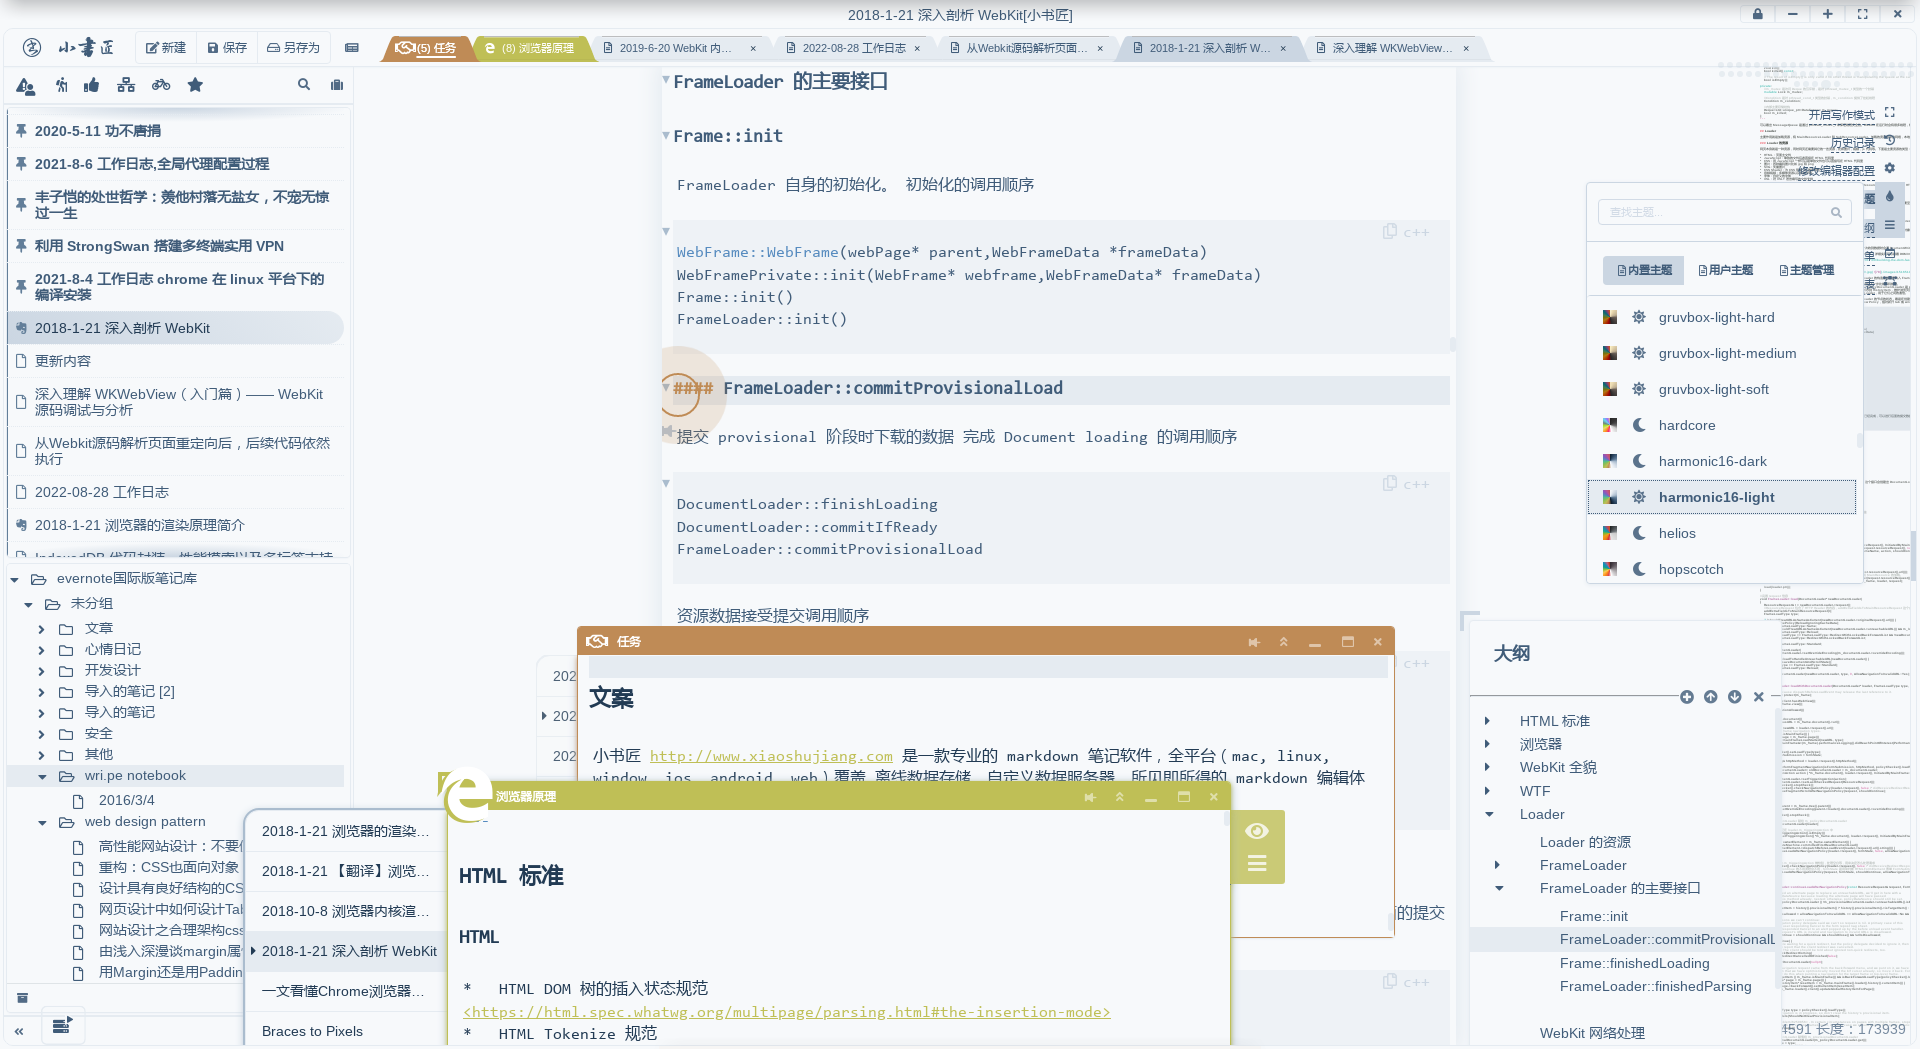 2018-1-21 深入剖析 WebKit[小书匠]
小书匠
新建
保存
另存为
(5) 任务
(8) 浏览器原理
2019-6-20 WebKit 内…
2022-08-28 工作日志
从Webkit源码解析页面…
2018-1-21 深入剖析 W…
深入理解 WKWebView…
2020-5-11 功不唐捐
2021-8-6 工作日志,全局代理配置过程
丰子恺的处世哲学：羡他村落无盐女，不宠无惊
过一生
利用 StrongSwan 搭建多终端实用 VPN
2021-8-4 工作日志 chrome 在 linux 平台下的
编译安装
2018-1-21 深入剖析 WebKit
更新内容
深入理解 WKWebView（入门篇）—— WebKit
源码调试与分析
从Webkit源码解析页面重定向后，后续代码依然
执行
2022-08-28 工作日志
2018-1-21 浏览器的渲染原理简介
evernote国际版笔记库
未分组
文章
心情日记
开发设计
导入的笔记 [2]
导入的笔记
安全
其他
wri.pe notebook
2016/3/4
web design pattern
高性能网站设计：不要使
重构：CSS也面向对象
设计具有良好结构的CS
网页设计中如何设计Tab
网站设计之合理架构css
由浅入深漫谈margin属
用Margin还是用Paddin
FrameLoader 的主要接口
Frame::init
FrameLoader 自身的初始化。 初始化的调用顺序
c++
WebFrame::WebFrame(webPage* parent,WebFrameData *frameData)
WebFramePrivate::init(WebFrame* webframe,WebFrameData* frameData)
Frame::init()
FrameLoader::init()
#### FrameLoader::commitProvisionalLoad
提交 provisional 阶段时下载的数据 完成 Document loading 的调用顺序
c++
DocumentLoader::finishLoading
DocumentLoader::commitIfReady
FrameLoader::commitProvisionalLoad
资源数据接受提交调用顺序
c++
的提交
c++
202
202
202
任务
文案
小书匠 http://www.xiaoshujiang.com 是一款专业的 markdown 笔记软件，全平台（mac, linux,
window, ios, android, web）覆盖,离线数据存储，自定义数据服务器，所见即所得的 markdown 编辑体
2018-1-21 浏览器的渲染…
2018-1-21 【翻译】浏览…
2018-10-8 浏览器内核渲…
2018-1-21 深入剖析 WebKit
一文看懂Chrome浏览器…
Braces to Pixels
浏览器原理
HTML 标准
HTML
* HTML DOM 树的插入状态规范
<https://html.spec.whatwg.org/multipage/parsing.html#the-insertion-mode>
* HTML Tokenize 规范
开启写作模式
历史记录
修改编辑器配置
题
纲
单
表
查找主题...
内置主题
用户主题
主题管理
gruvbox-light-hard
gruvbox-light-medium
gruvbox-light-soft
hardcore
harmonic16-dark
harmonic16-light
helios
hopscotch
大纲
HTML 标准
浏览器
WebKit 全貌
WTF
Loader
Loader 的资源
FrameLoader
FrameLoader 的主要接口
Frame::init
FrameLoader::commitProvisionalL
Frame::finishedLoading
FrameLoader::finishedParsing
WebKit 网络处理
4591 长度：173939